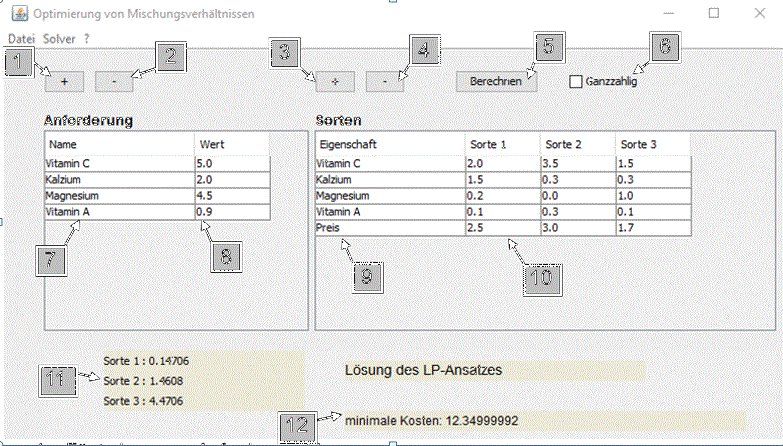 Optimierung von Mischungsverhältnissen
Datei Solver ?
1 2 3 4 5 6
+ - + - Berechnen Ganzzahlig
Anforderung Sorten
Name Wert Eigenschaft Sorte 1 Sorte 2 Sorte 3
Vitamin C 5.0 Vitamin C 2.0 3.5 1.5
Kalzium 2.0 Kalzium 1.5 0.3 0.3
Magnesium 4.5 Magnesium 0.2 0.0 1.0
Vitamin A 0.9 Vitamin A 0.1 0.3 0.1
Preis 2.5 3.0 1.7
7 8 9 10
Sorte 1 : 0.14706
11 Sorte 2 : 1.4608 Lösung des LP-Ansatzes
Sorte 3 : 4.4706
12 minimale Kosten: 12.34999992